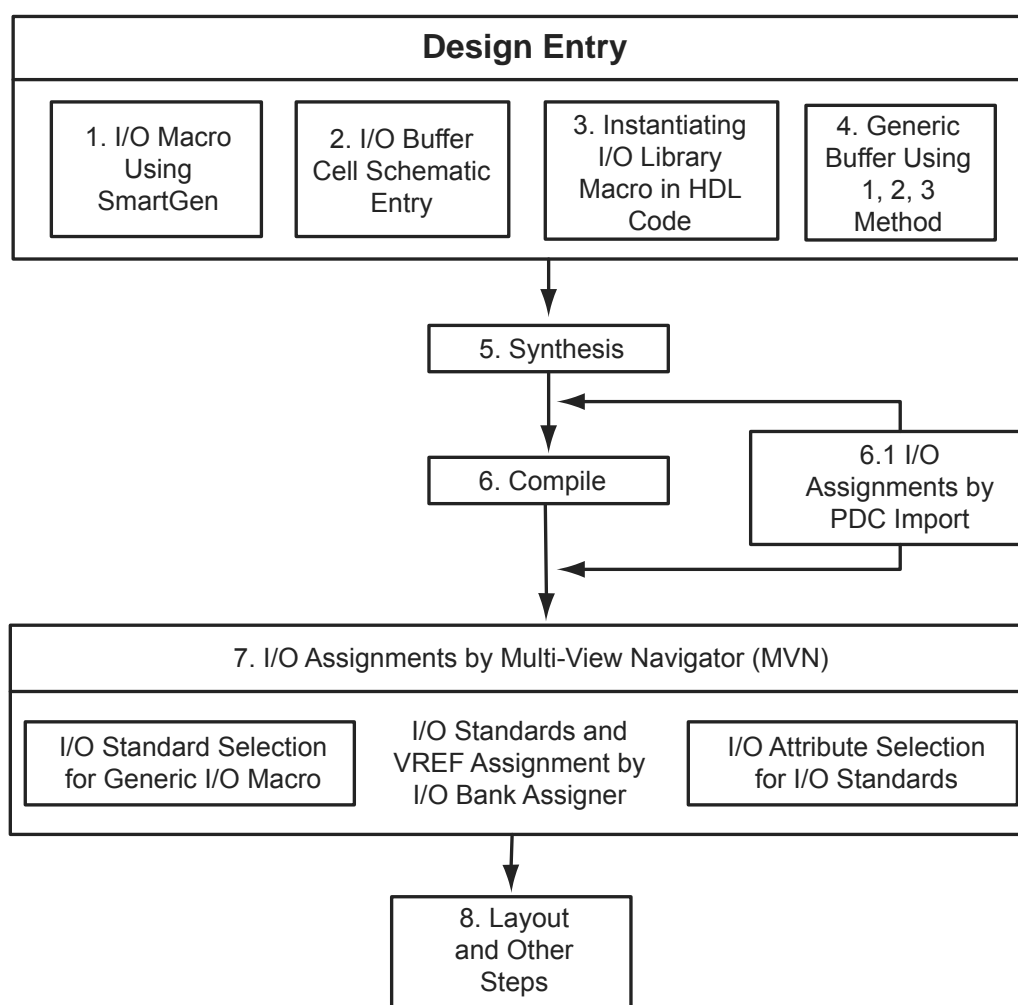 Design Entry
1. I/O Macro
Using
SmartGen
2. I/O Buffer
Cell Schematic
Entry
3. Instantiating
I/O Library
Macro in HDL
Code
4. Generic
Buffer Using
1, 2, 3
Method
5. Synthesis
6. Compile
6.1 I/O
Assignments by
PDC Import
7. I/O Assignments by Multi-View Navigator (MVN)
I/O Standard Selection
for Generic I/O Macro
I/O Standards and
VREF Assignment by
I/O Bank Assigner
I/O Attribute Selection
for I/O Standards
8. Layout
and Other
Steps